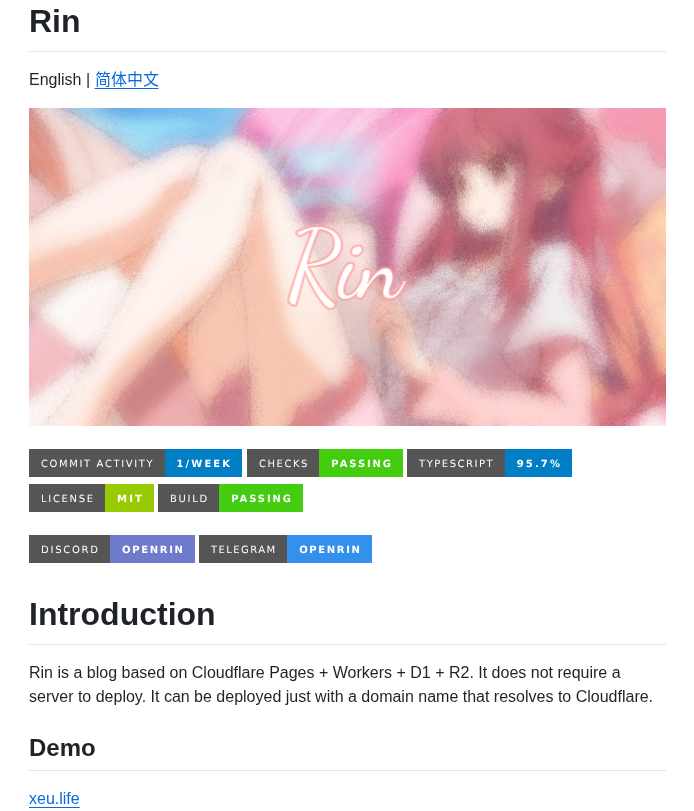 Rin
English | 简体中文
Rin
COMMIT ACTIVITY 1/WEEK CHECKS PASSING TYPESCRIPT 95.7%
LICENSE MIT BUILD PASSING
DISCORD OPENRIN TELEGRAM OPENRIN
Introduction
Rin is a blog based on Cloudflare Pages + Workers + D1 + R2. It does not require a
server to deploy. It can be deployed just with a domain name that resolves to Cloudflare.
Demo
xeu.life